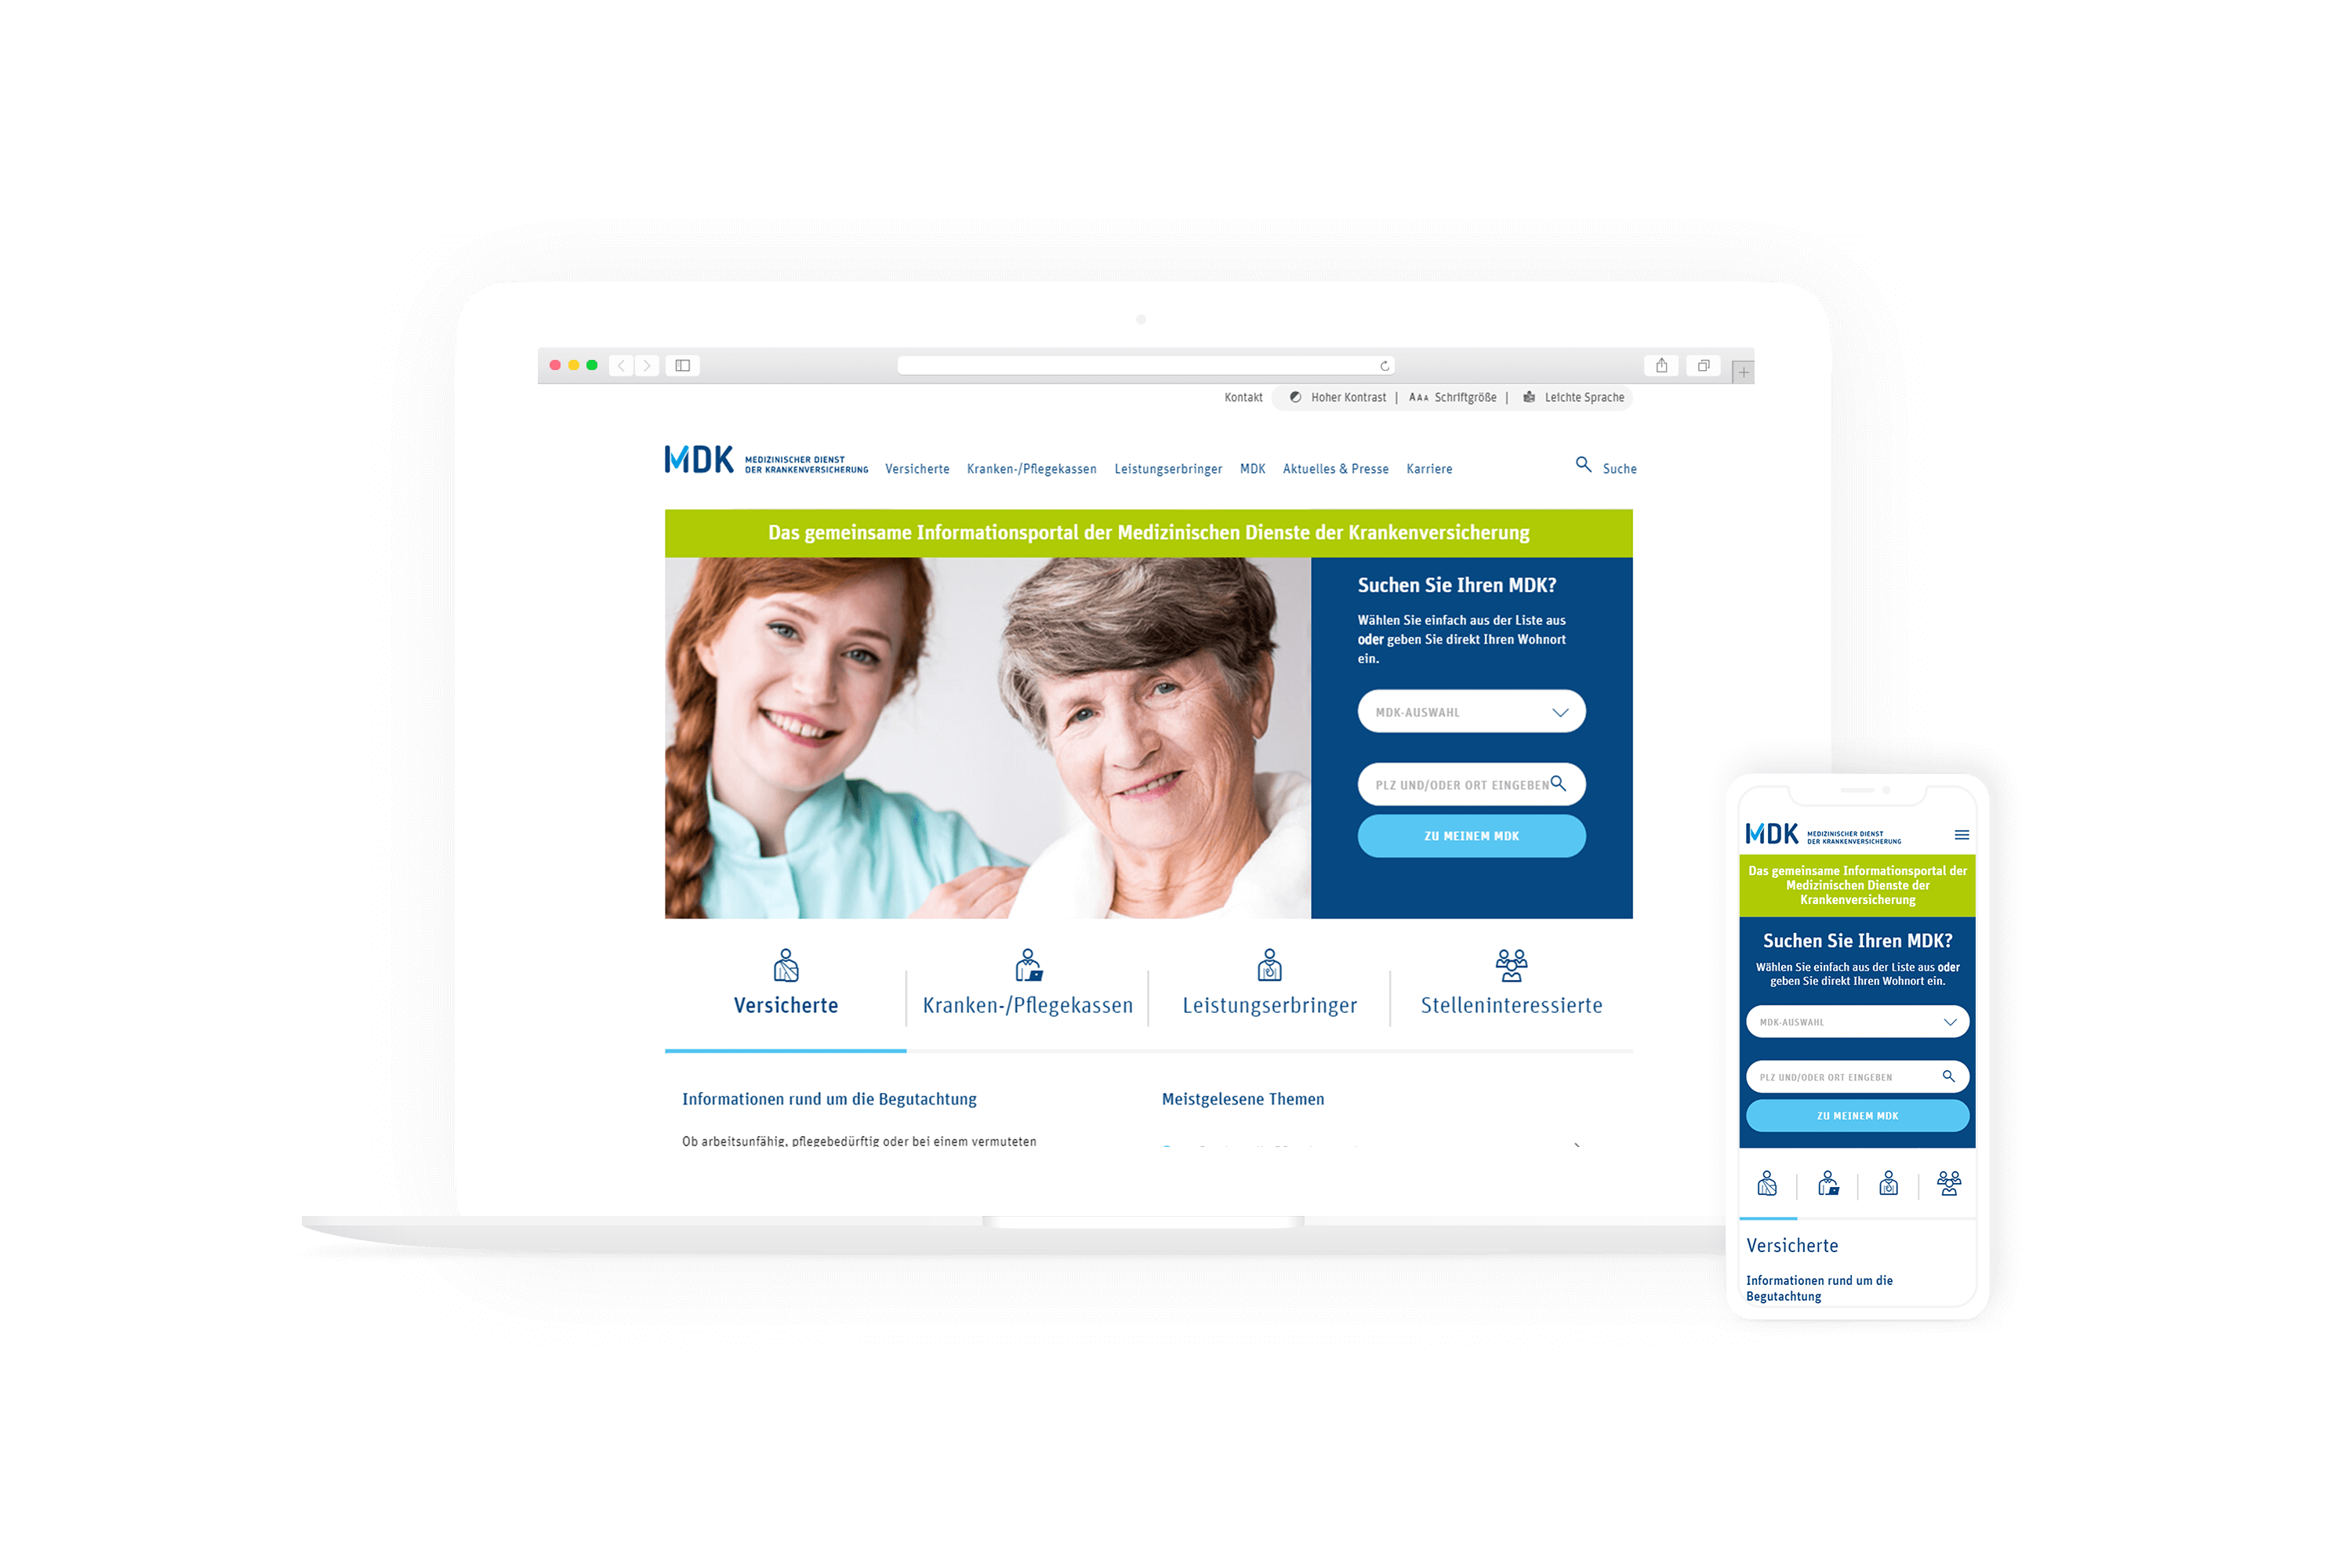 Kontakt Hoher Kontrast | AAA Schriftgröße | Leichte Sprache
MDK MEDIZINISCHER DIENST
DER KRANKENVERSICHERUNG
Versicherte Kranken-/Pflegekassen Leistungserbringer MDK Aktuelles & Presse Karriere Suche
Das gemeinsame Informationsportal der Medizinischen Dienste der Krankenversicherung
Suchen Sie Ihren MDK?
Wählen Sie einfach aus der Liste aus
oder geben Sie direkt Ihren Wohnort
ein.
MDK-AUSWAHL
PLZ UND/ODER ORT EINGEBEN
ZU MEINEM MDK
Versicherte Kranken-/Pflegekassen Leistungserbringer Stelleninteressierte
Informationen rund um die Begutachtung
Ob arbeitsunfähig, pflegebedürftig oder bei einem vermuteten
Meistgelesene Themen
MDK MEDIZINISCHER DIENST
DER KRANKENVERSICHERUNG
Das gemeinsame Informationsportal der
Medizinischen Dienste der
Krankenversicherung
Suchen Sie Ihren MDK?
Wählen Sie einfach aus der Liste aus oder
geben Sie direkt Ihren Wohnort ein.
MDK-AUSWAHL
PLZ UND/ODER ORT EINGEBEN
ZU MEINEM MDK
Versicherte
Informationen rund um die
Begutachtung